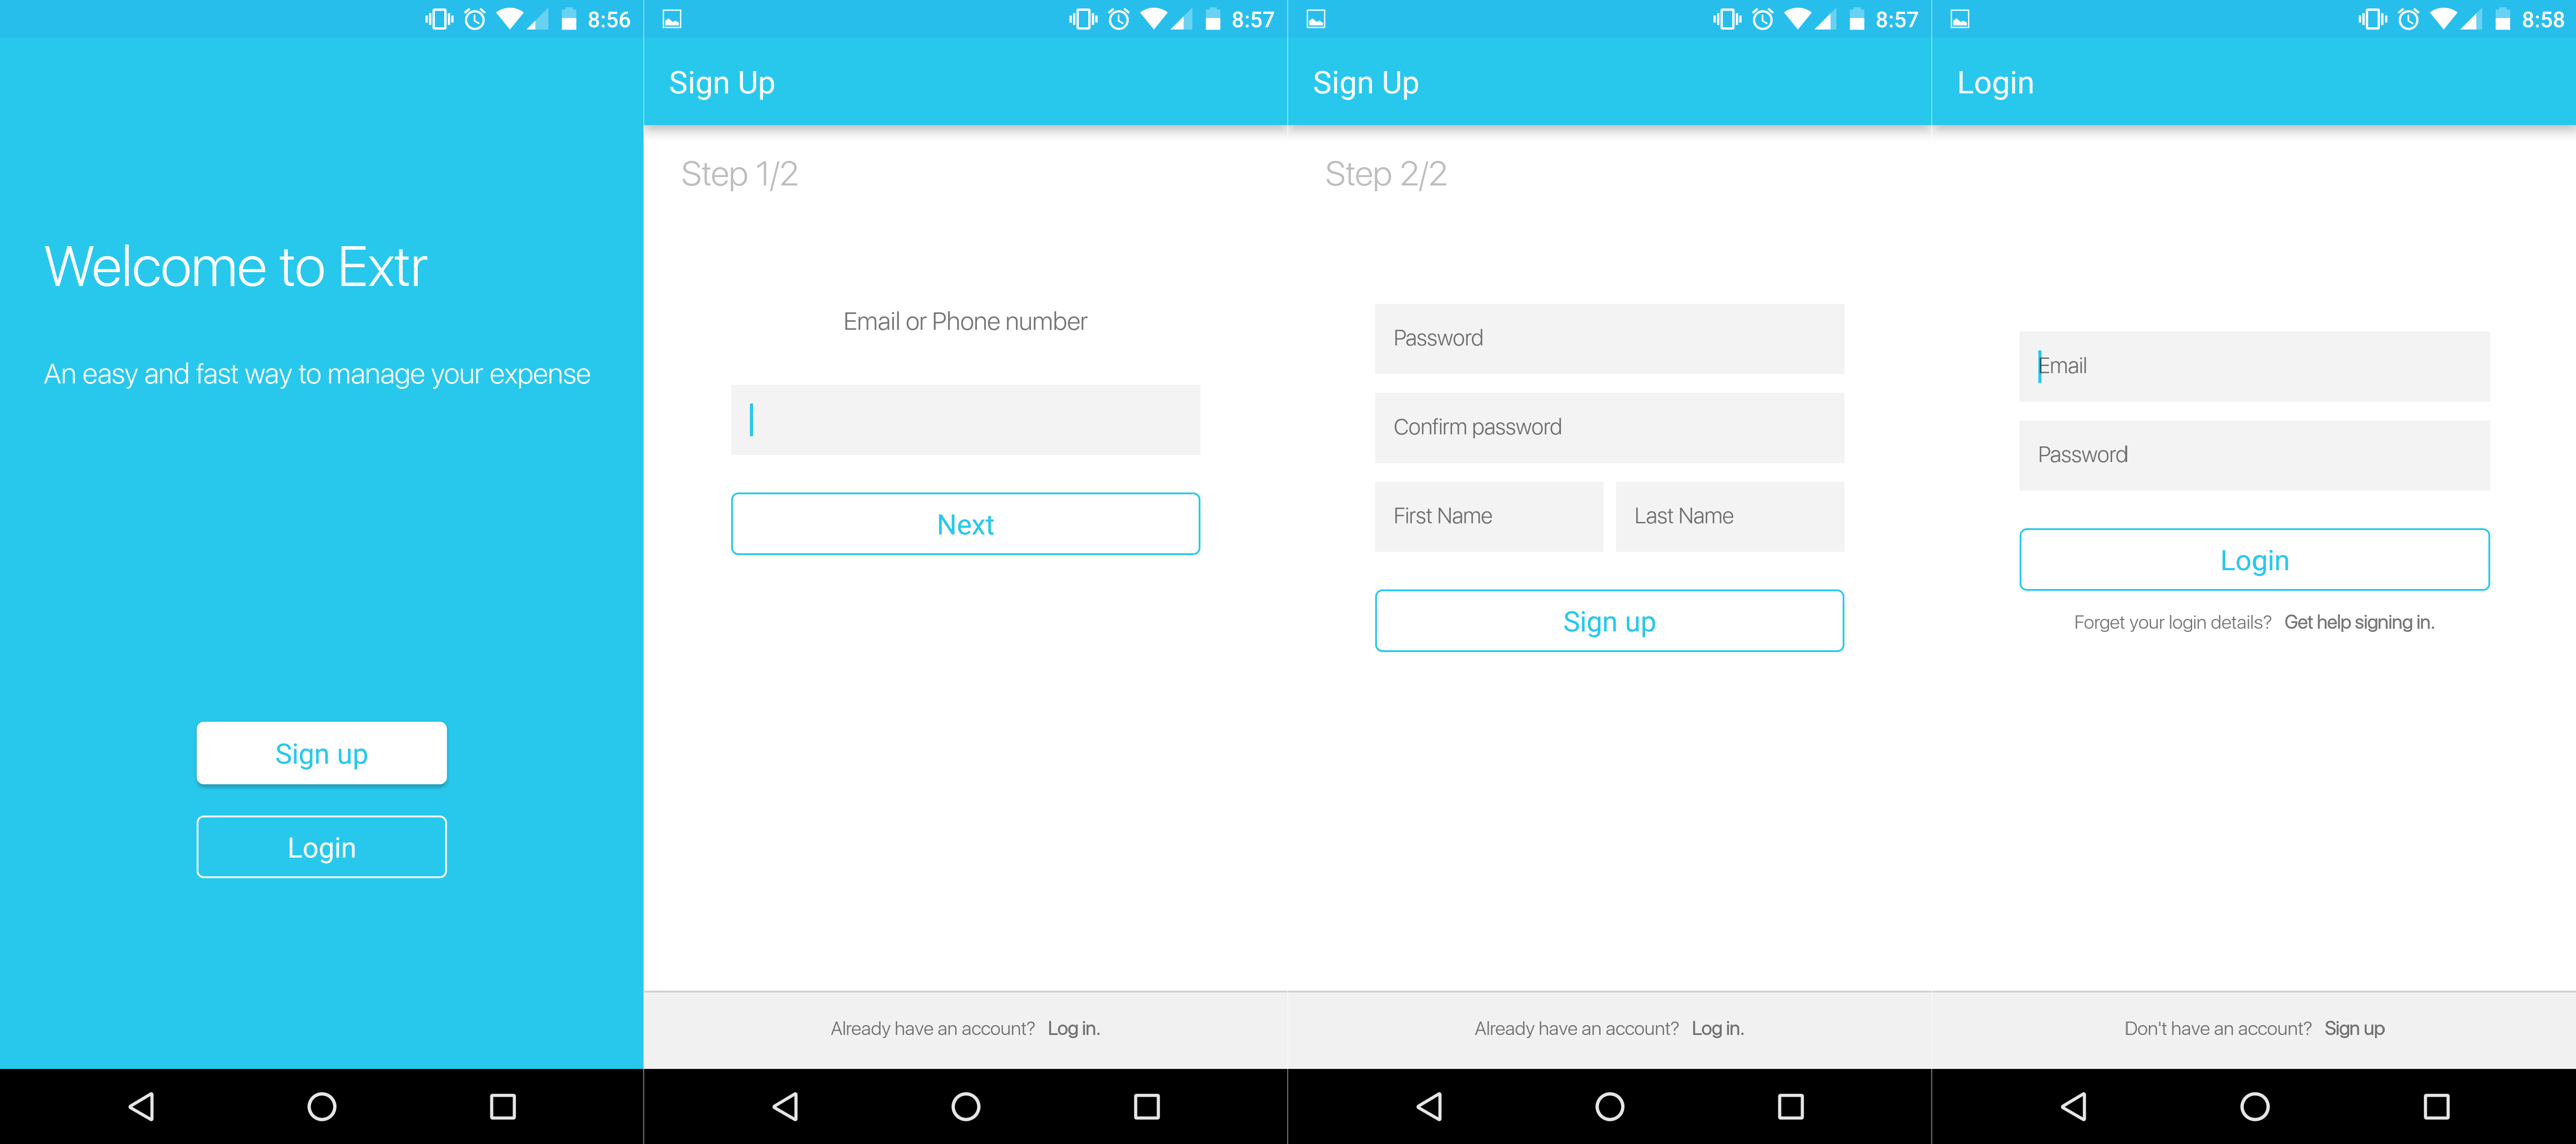 8:56
Welcome to Extr
An easy and fast way to manage your expense
Sign up
Login
8:57
Sign Up
Step 1/2
Email or Phone number
Next
Already have an account? Log in.
8:57
Sign Up
Step 2/2
Password
Confirm password
First Name Last Name
Sign up
Already have an account? Log in.
8:58
Login
Email
Password
Login
Forget your login details? Get help signing in.
Don't have an account? Sign up